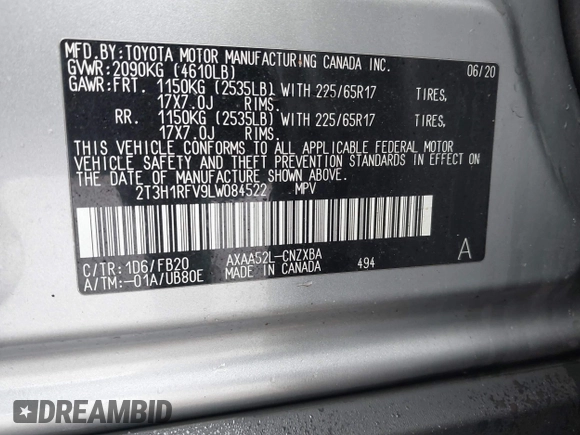 MFD.BY:TOYOTA MOTOR MANUFACTURING CANADA INC.
GVWR:2090KG (4610LB) 06/20
GAWR:FRT. 1150KG (2535LB) WITH 225/65R17 TIRES,
17X7.0J RIMS.
RR. 1150KG (2535LB) WITH 225/65R17 TIRES,
17X7.0J RIMS.
THIS VEHICLE CONFORMS TO ALL APPLICABLE FEDERAL MOTOR
VEHICLE SAFETY AND THEFT PREVENTION STANDARDS IN EFFECT ON
THE DATE OF MANUFACTURE SHOWN ABOVE.
2T3H1RFV9LW084522 MPV
C/TR:1D6/FB20 AXAA52L-CNZXBA A
A/TM:-01A/UB80E MADE IN CANADA 494
DREAMBID